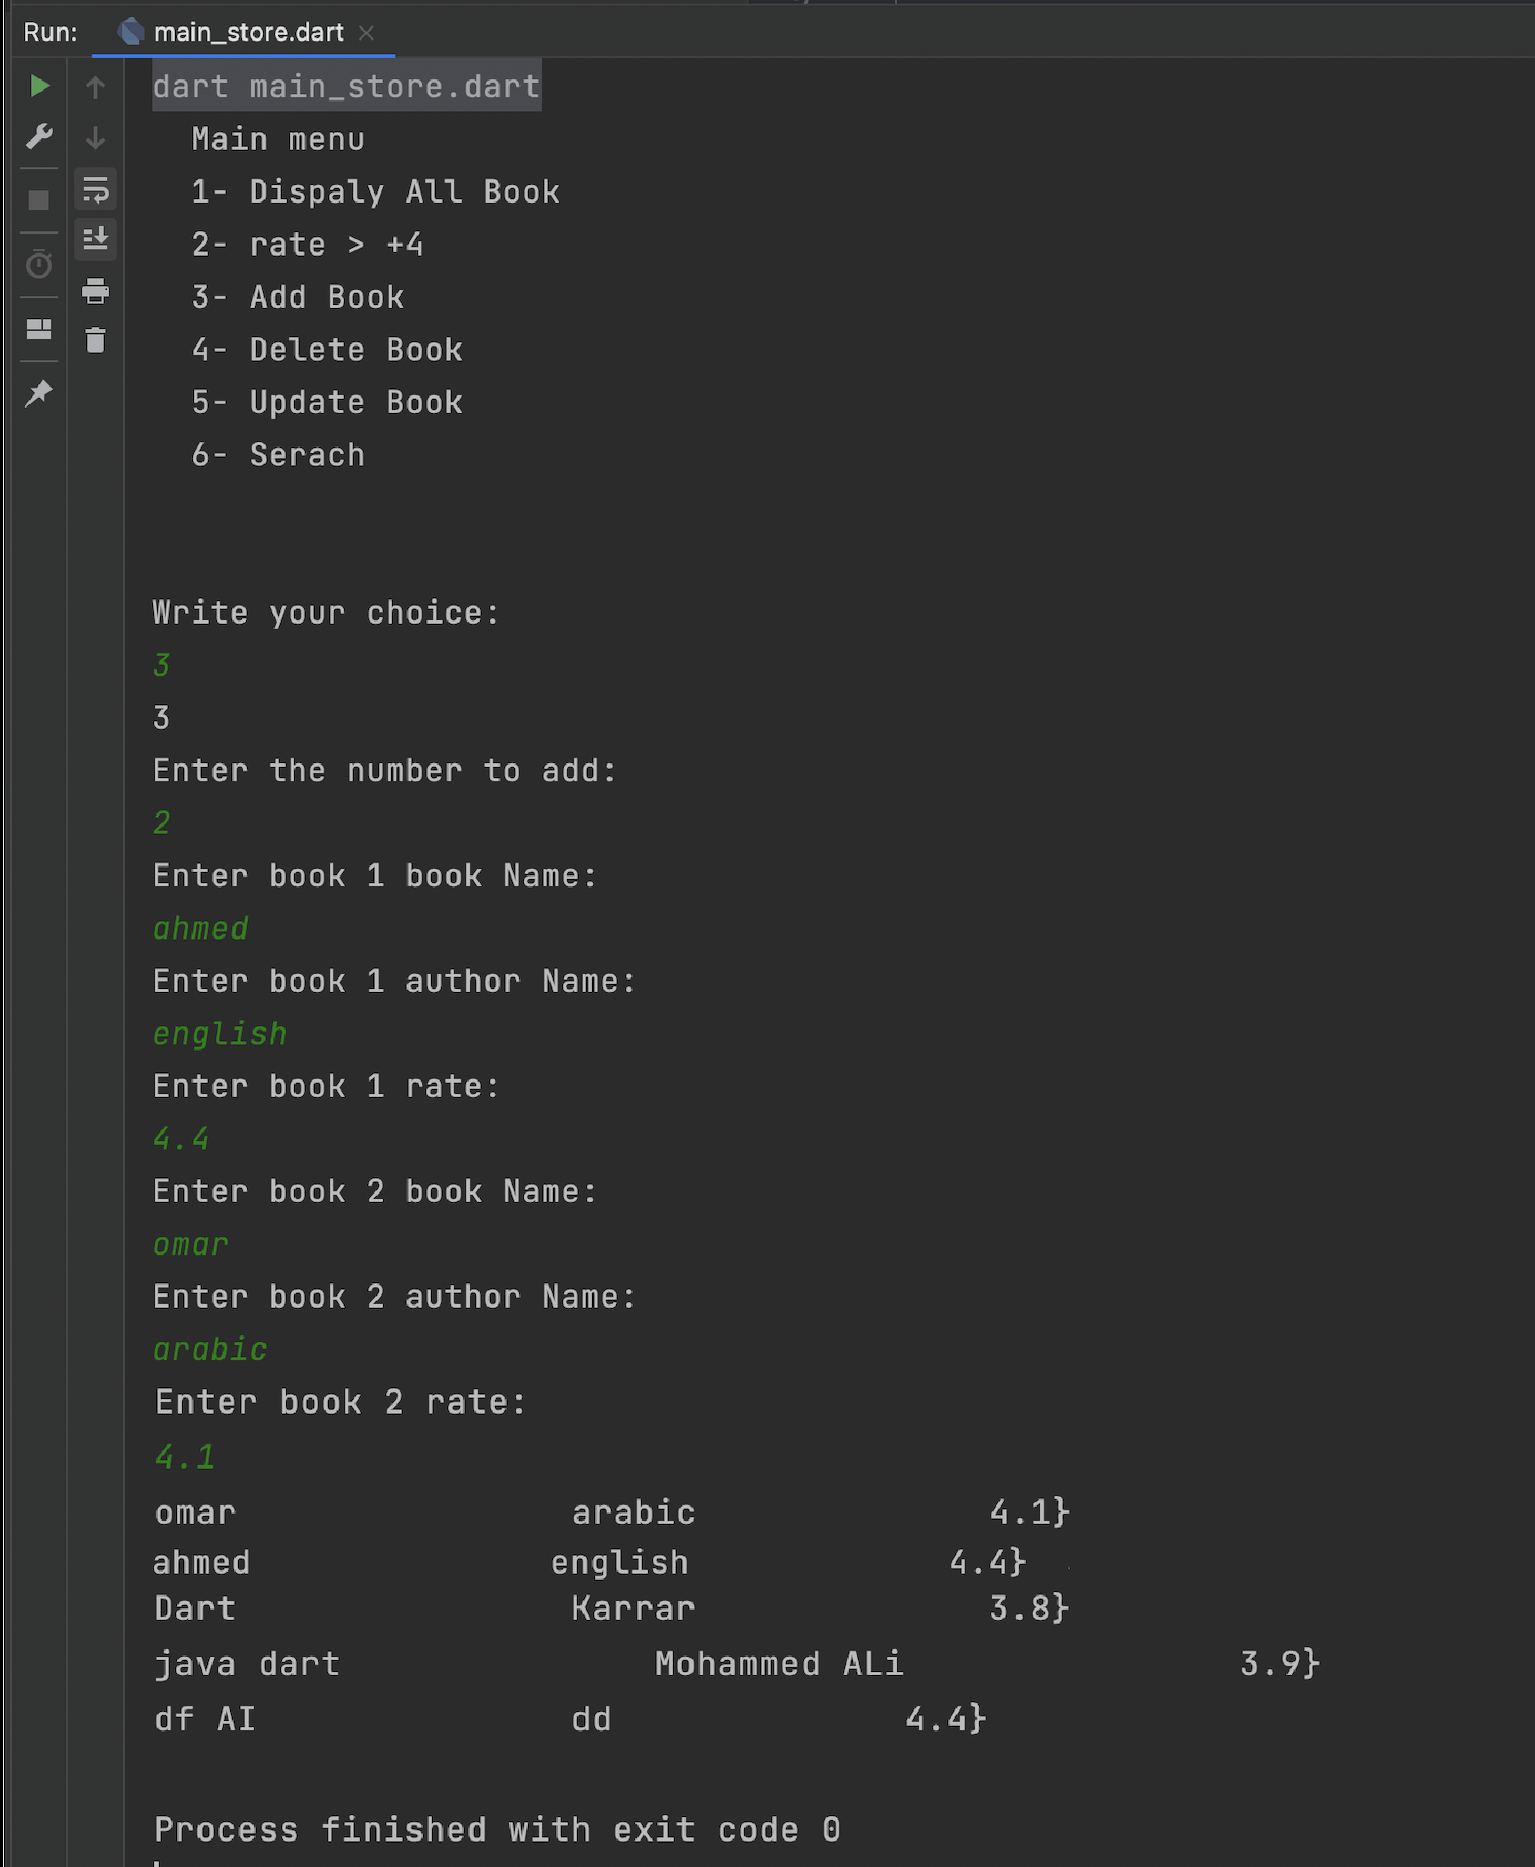 Run: main_store.dart
dart main_store.dart
Main menu
1- Dispaly All Book
2- rate > +4
3- Add Book
4- Delete Book
5- Update Book
6- Serach
Write your choice:
3
3
Enter the number to add:
2
Enter book 1 book Name:
ahmed
Enter book 1 author Name:
english
Enter book 1 rate:
4.4
Enter book 2 book Name:
omar
Enter book 2 author Name:
arabic
Enter book 2 rate:
4.1
omar arabic 4.1}
ahmed english 4.4}
Dart Karrar 3.8}
java dart Mohammed ALi 3.9}
df AI dd 4.4}
Process finished with exit code 0